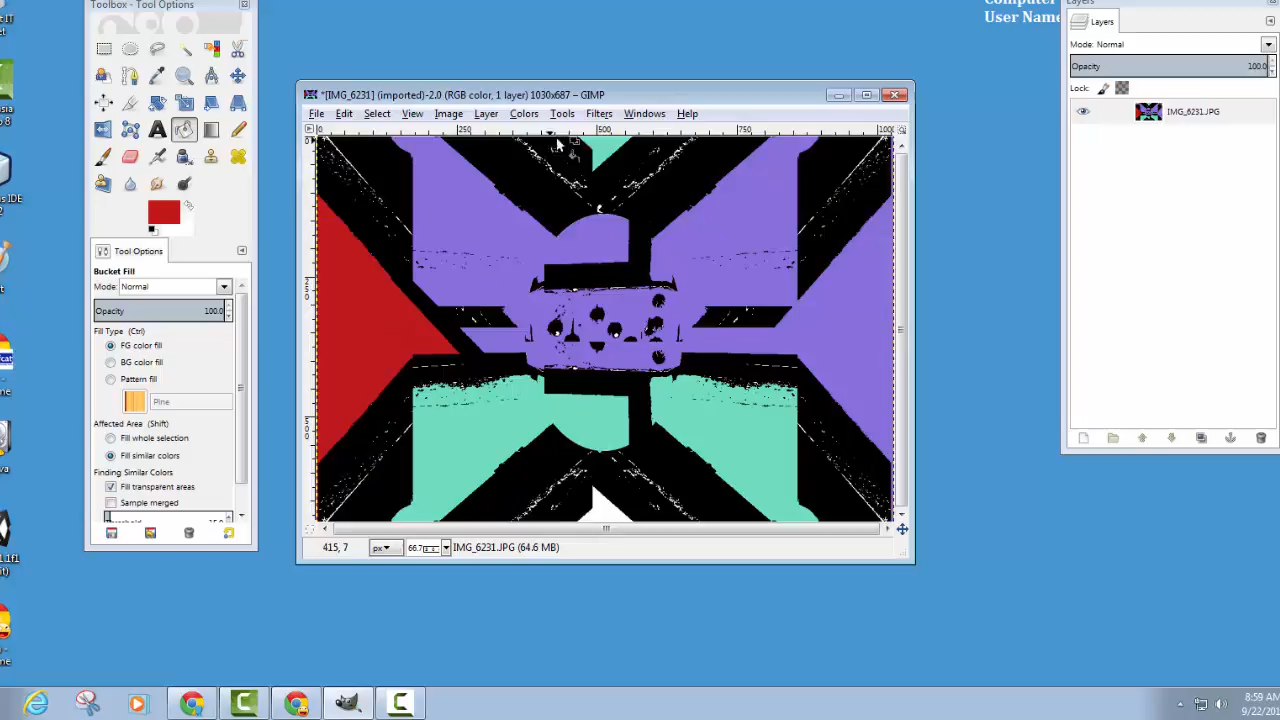 Toolbox - Tool Options
Computer
User Name
Layers
Layers
Mode: Normal
Opacity 100.0
Lock:
IMG_6231.JPG
*[IMG_6231] (imported)-2.0 (RGB color, 1 layer) 1030x687 – GIMP
File Edit Select View Image Layer Colors Tools Filters Windows Help
0 250 500 750 1000
Tool Options
Bucket Fill
Mode: Normal
Opacity 100.0
Fill Type (Ctrl)
FG color fill
BG color fill
Pattern fill
Pine
Affected Area (Shift)
Fill whole selection
Fill similar colors
Finding Similar Colors
Fill transparent areas
Sample merged
415, 7 px 66.7 IMG_6231.JPG (64.6 MB)
8:59 AM